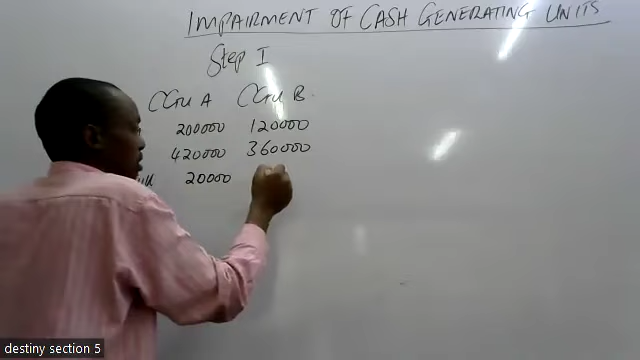 IMPAIRMENT OF CASH GENERATING UNITS
Step I
CGU A CGU B
200000 120000
420000 360000
20000
destiny section 5